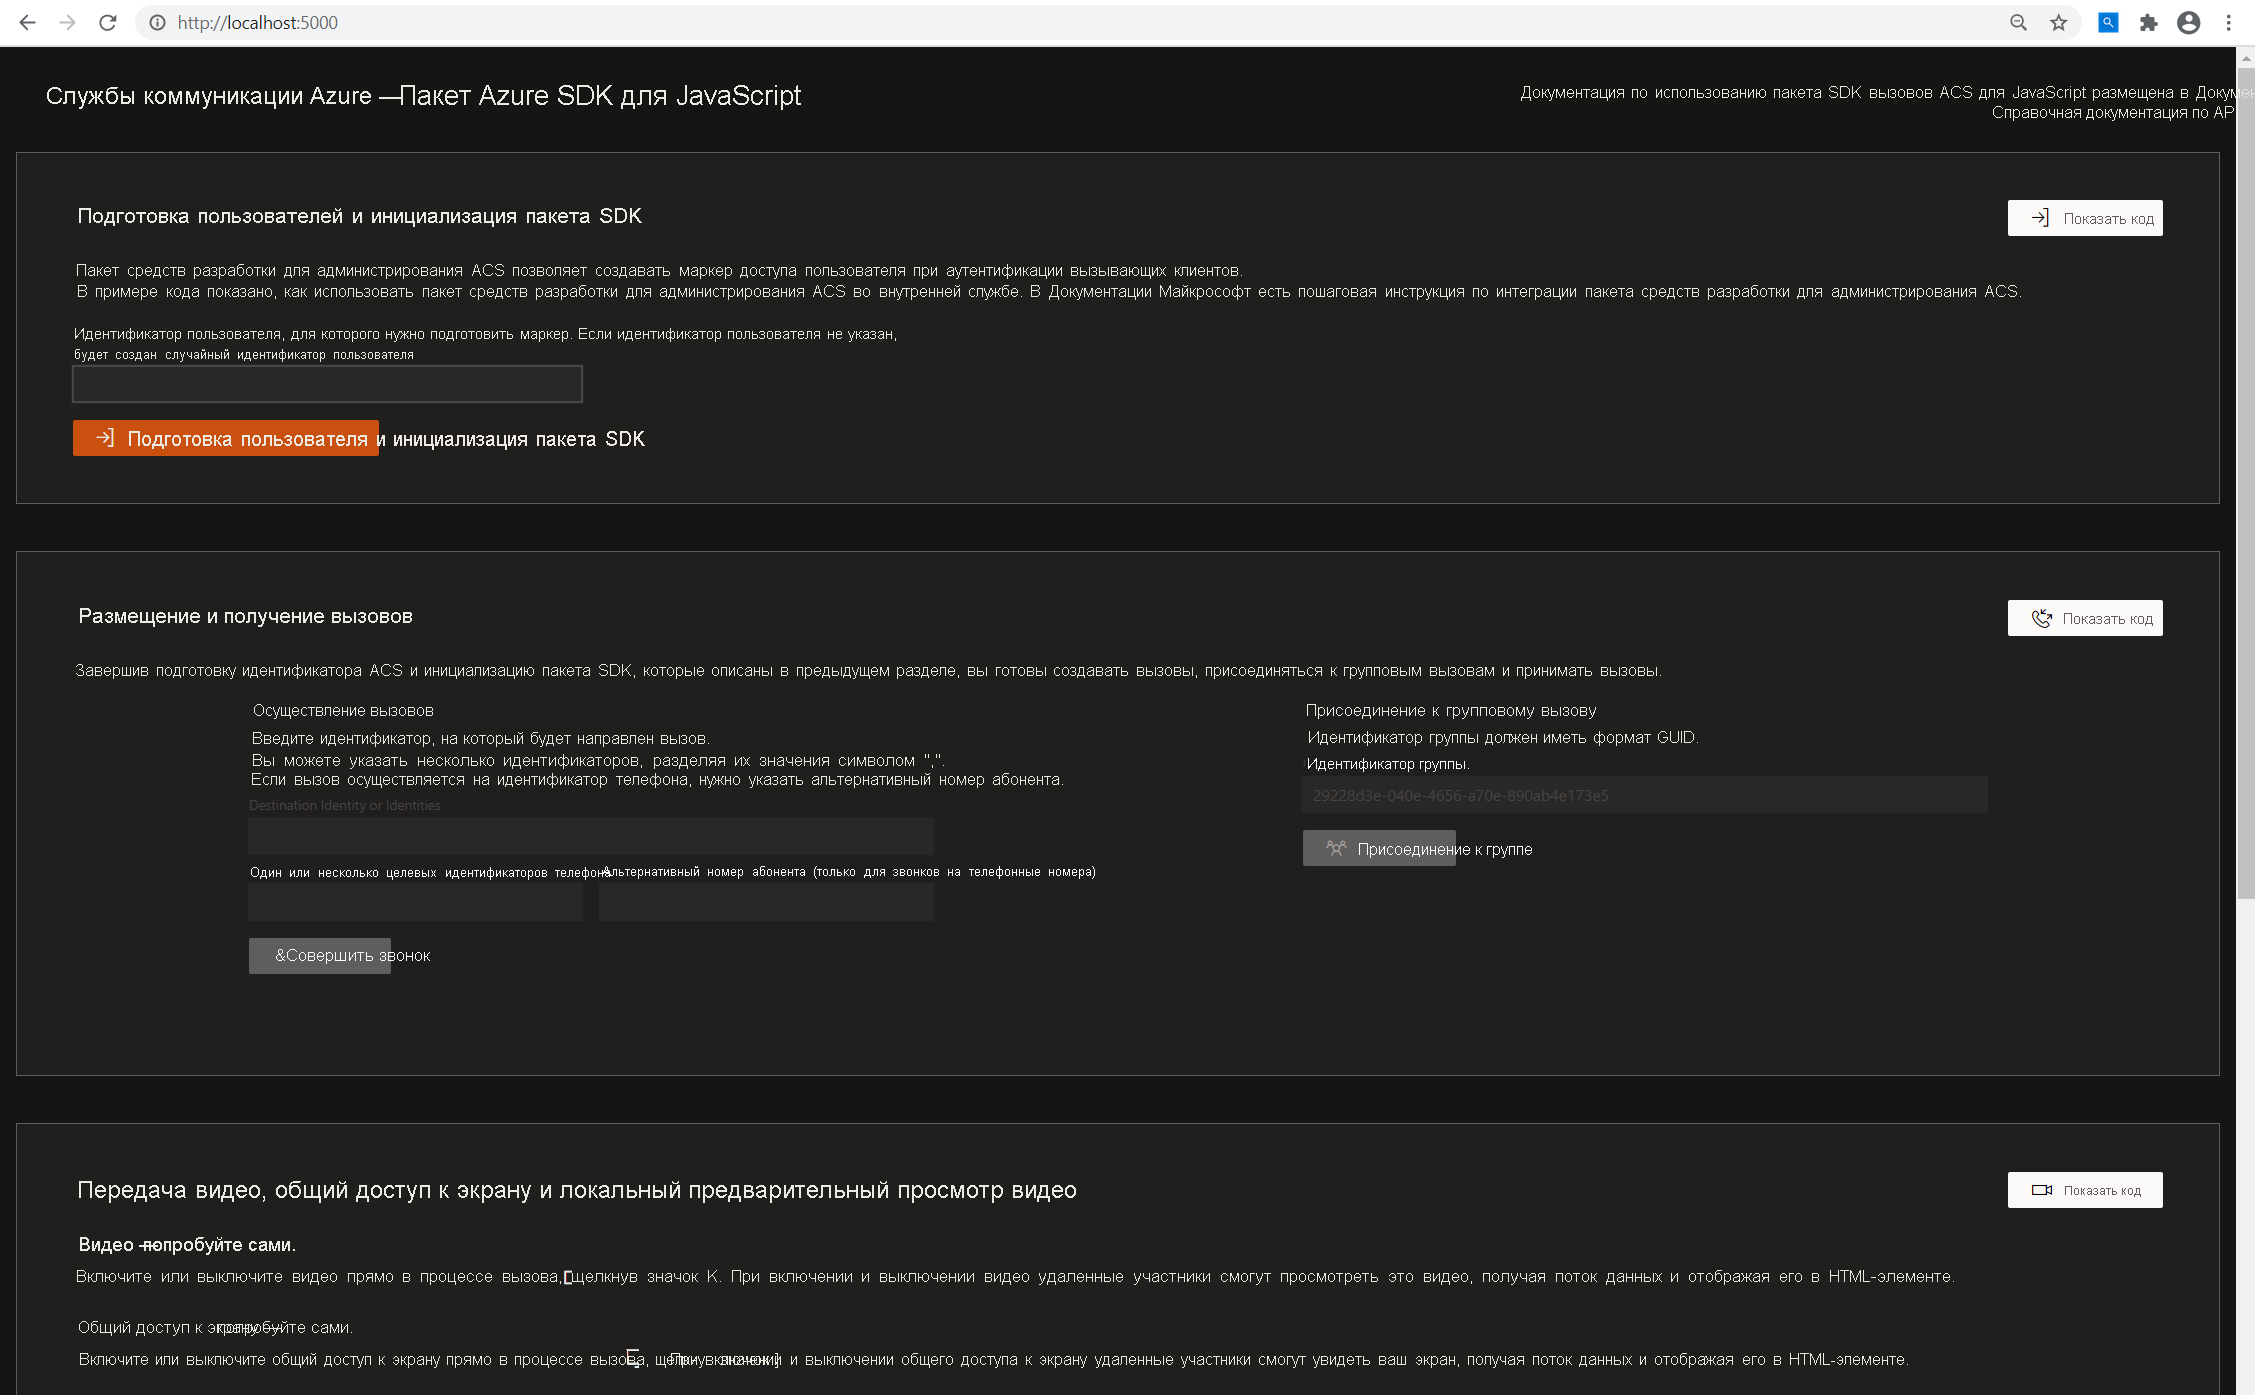 http://localhost:5000
Службы коммуникации Azure —Пакет Azure SDK для JavaScript
Документация по использованию пакета SDK вызовов ACS для JavaScript размещена в Докумен
Справочная документация по AP
Подготовка пользователей и инициализация пакета SDK
Показать код
Пакет средств разработки для администрирования ACS позволяет создавать маркер доступа пользователя при аутентификации вызывающих клиентов.
В примере кода показано, как использовать пакет средств разработки для администрирования ACS во внутренней службе. В Документации Майкрософт есть пошаговая инструкция по интеграции пакета средств разработки для администрирования ACS.
Идентификатор пользователя, для которого нужно подготовить маркер. Если идентификатор пользователя не указан,
будет создан случайный идентификатор пользователя
Подготовка пользователя и инициализация пакета SDK
Размещение и получение вызовов
Показать код
Завершив подготовку идентификатора ACS и инициализацию пакета SDK, которые описаны в предыдущем разделе, вы готовы создавать вызовы, присоединяться к групповым вызовам и принимать вызовы.
Осуществление вызовов
Введите идентификатор, на который будет направлен вызов.
Вы можете указать несколько идентификаторов, разделяя их значения символом ",".
Если вызов осуществляется на идентификатор телефона, нужно указать альтернативный номер абонента.
Destination Identity or Identities
Один или несколько целевых идентификаторов телефона
Альтернативный номер абонента (только для звонков на телефонные номера)
&Совершить звонок
Присоединение к групповому вызову
Идентификатор группы должен иметь формат GUID.
Идентификатор группы.
29228d3e-040e-4656-a70e-890ab4e173e5
Присоединение к группе
Передача видео, общий доступ к экрану и локальный предварительный просмотр видео
Показать код
Видео — попробуйте сами.
Включите или выключите видео прямо в процессе вызова, щелкнув значок K. При включении и выключении видео удаленные участники смогут просмотреть это видео, получая поток данных и отображая его в HTML-элементе.
Общий доступ к экрану — попробуйте сами.
Включите или выключите общий доступ к экрану прямо в процессе вызова, щелкнув значок ]. При включении и выключении общего доступа к экрану удаленные участники смогут увидеть ваш экран, получая поток данных и отображая его в HTML-элементе.